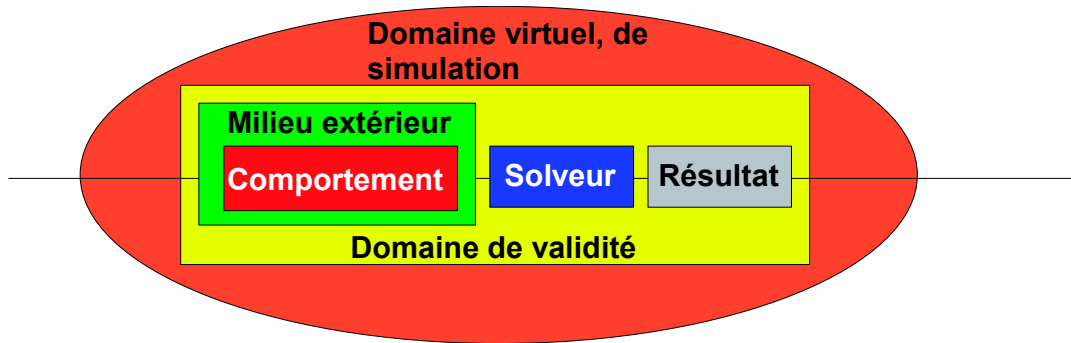 Domaine virtuel, de
simulation
Milieu extérieur
Comportement
Solveur
Résultat
Domaine de validité